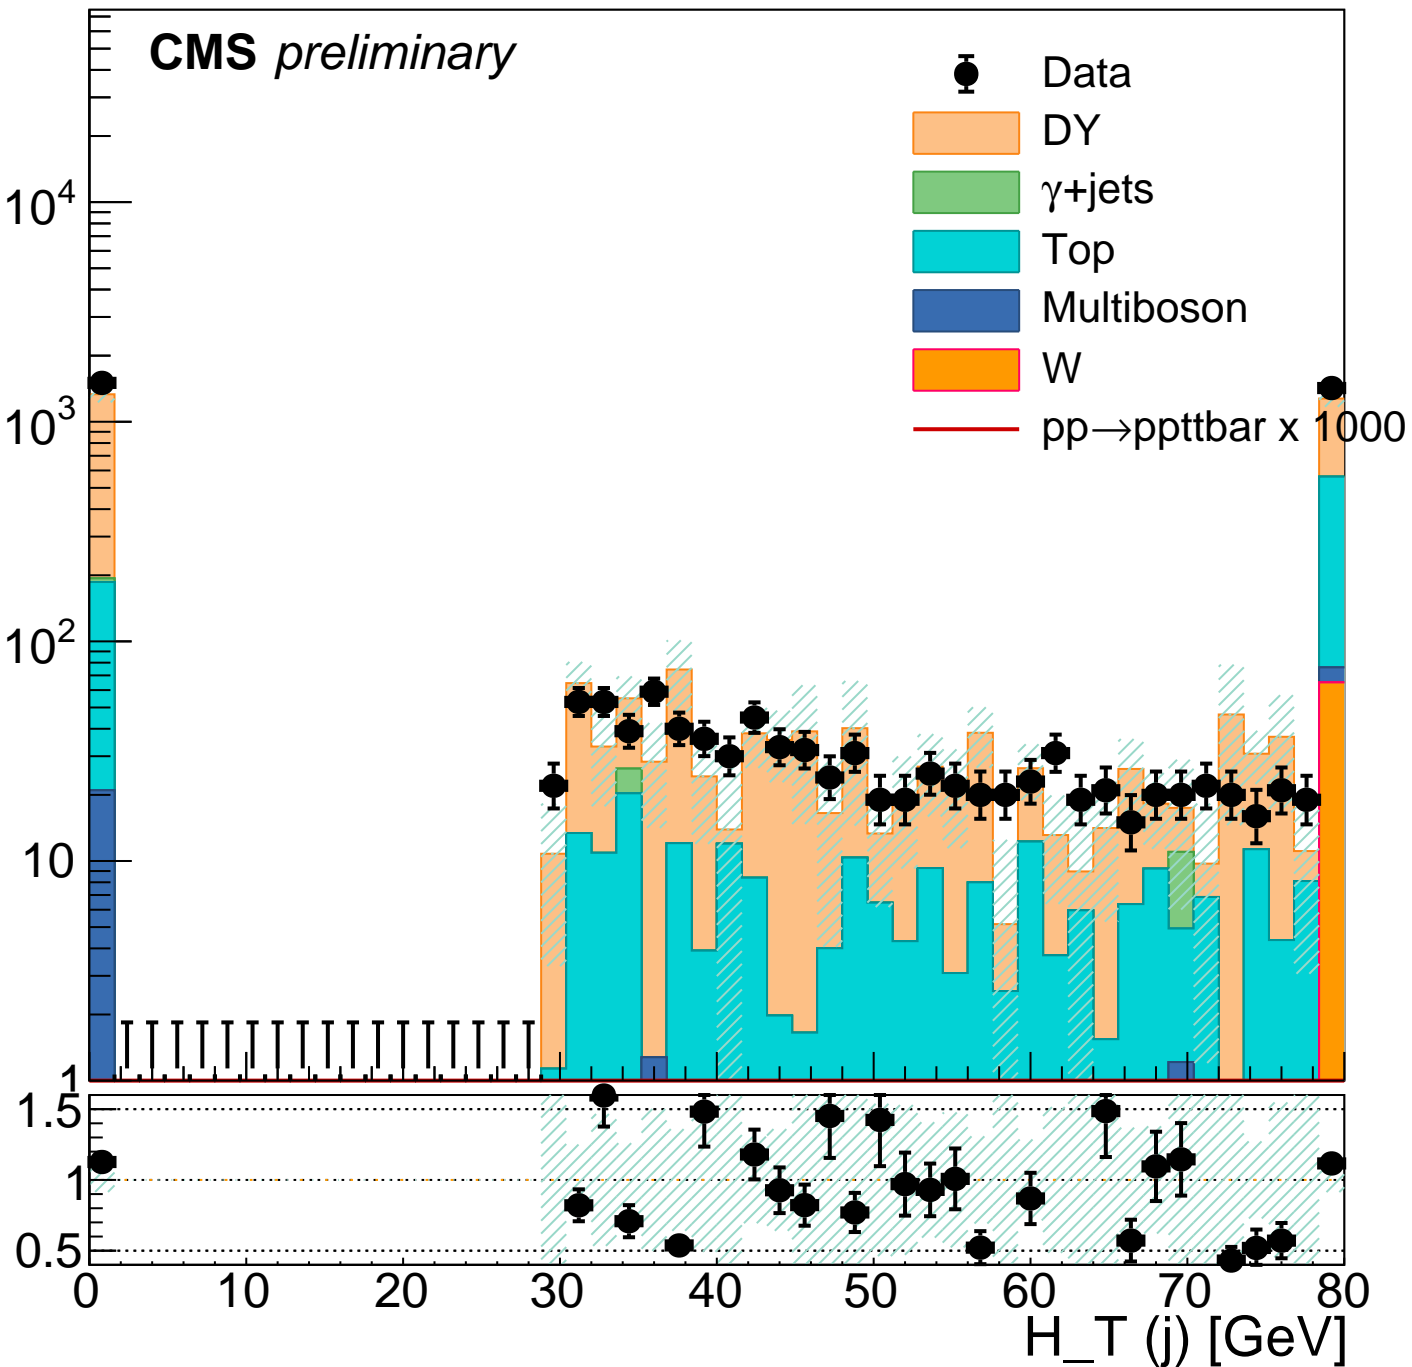 CMS preliminary
Data
DY
γ+jets
Top
Multiboson
W
pp→ppttbar x 1000
10^4
10^3
10^2
10
1
1.5
1
0.5
0 10 20 30 40 50 60 70 80
H_T (j) [GeV]